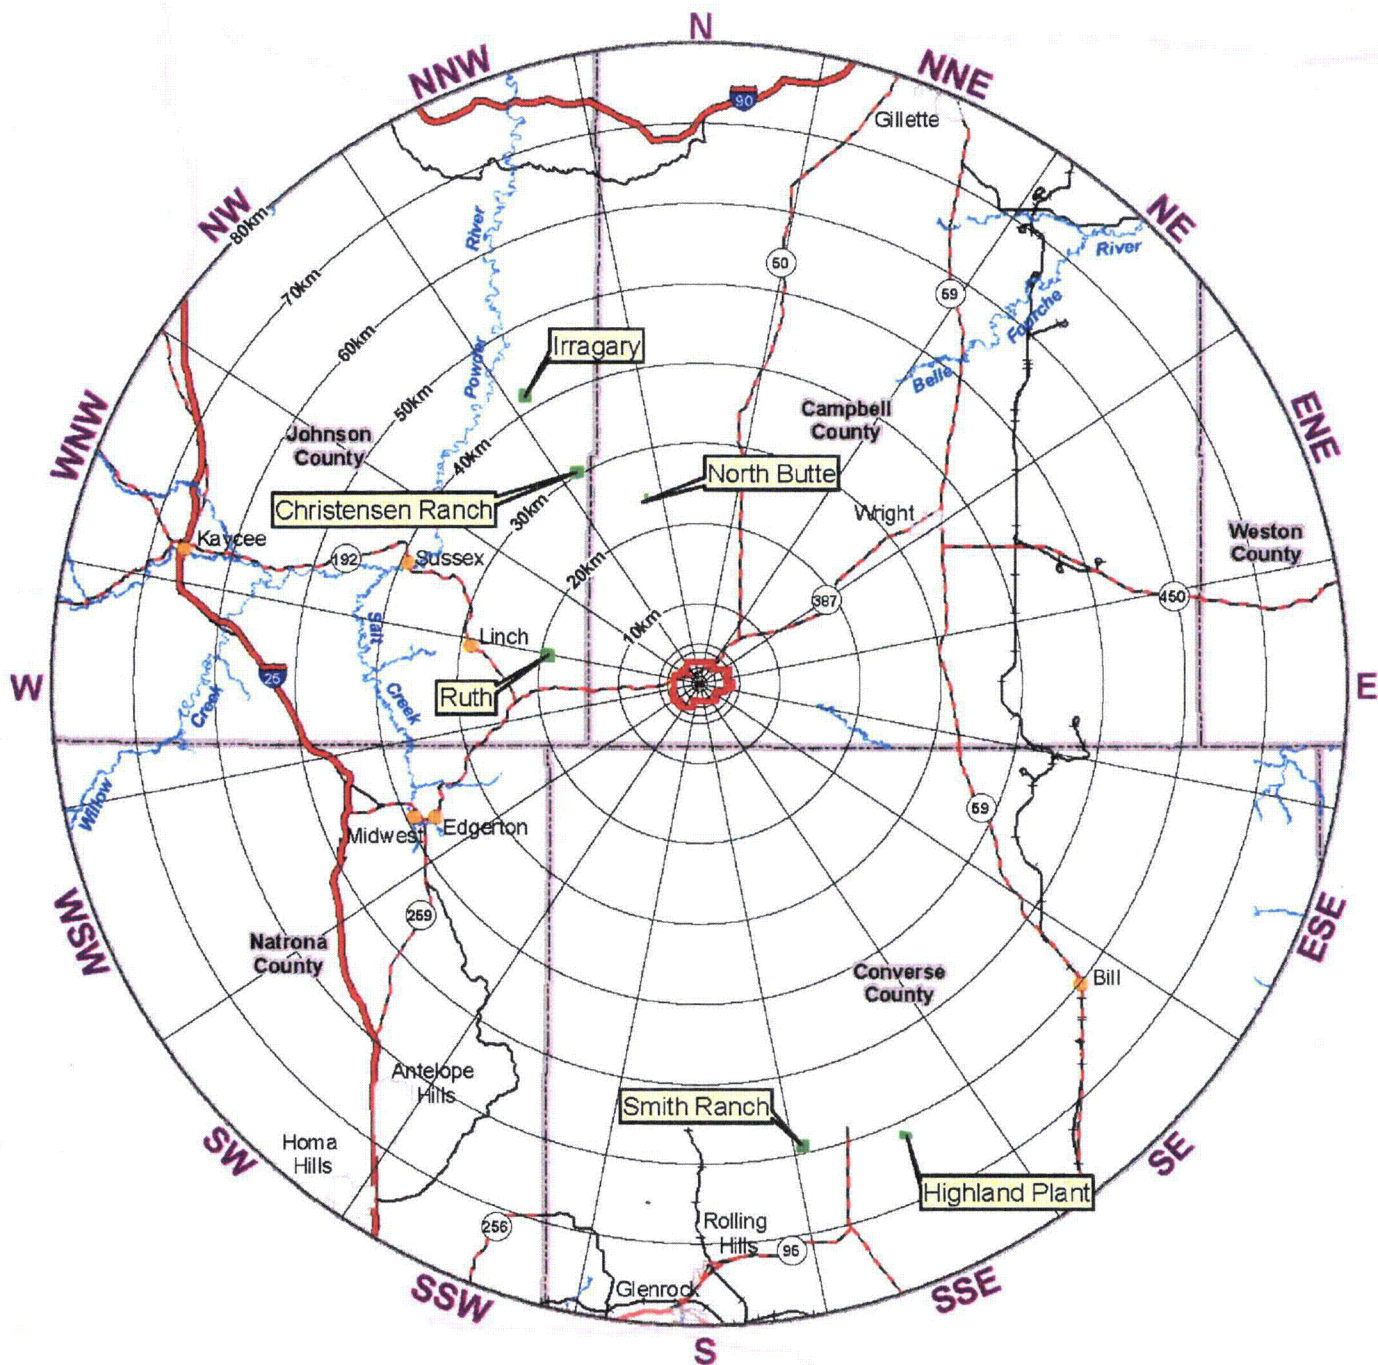 N
NNW
NNE
90
Gillette
NW
80km
NE
River
River
50
70km
59
Fourche
60km
Irragary
Powder
Belle
50km
Campbell
County
WNW
ENE
Johnson
County
40km
North Butte
Christensen Ranch
30km
Wright
Weston
County
Kaycee
192
Sussex
20km
387
450
Salt
10km
Linch
W
25
Ruth
E
Creek
Creek
Willow
59
Midwest
Edgerton
WSW
259
ESE
Natrona
County
Converse
County
Bill
Antelope
Hills
Smith Ranch
SW
Homa
Hills
SE
Highland Plant
256
Rolling
Hills
95
Glenrock
SSW
SSE
S